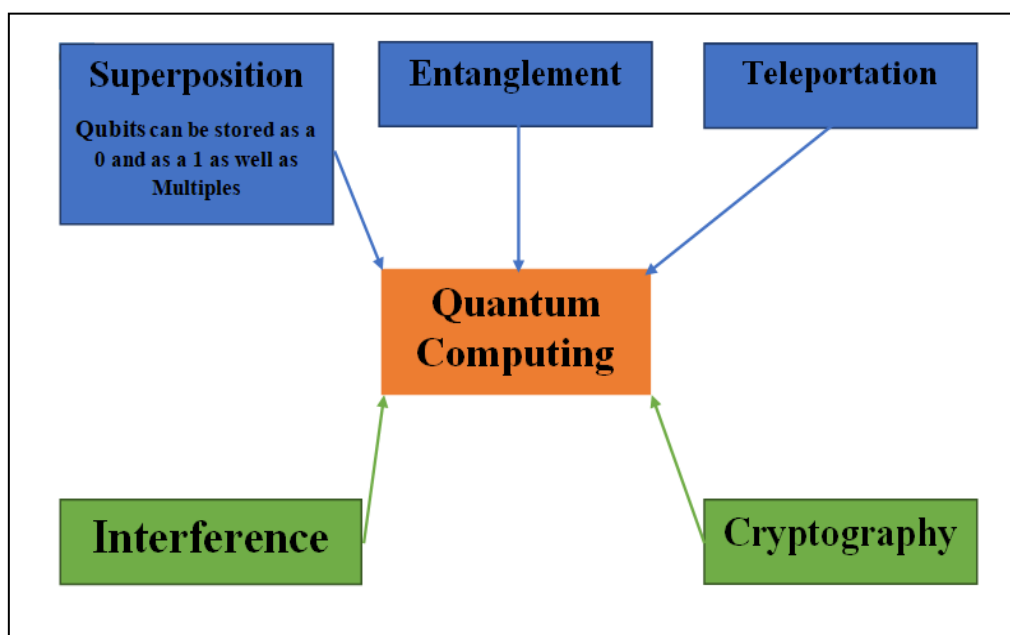 Superposition
Qubits can be stored as a
0 and as a 1 as well as
Multiples
Entanglement
Teleportation
Quantum
Computing
Interference
Cryptography